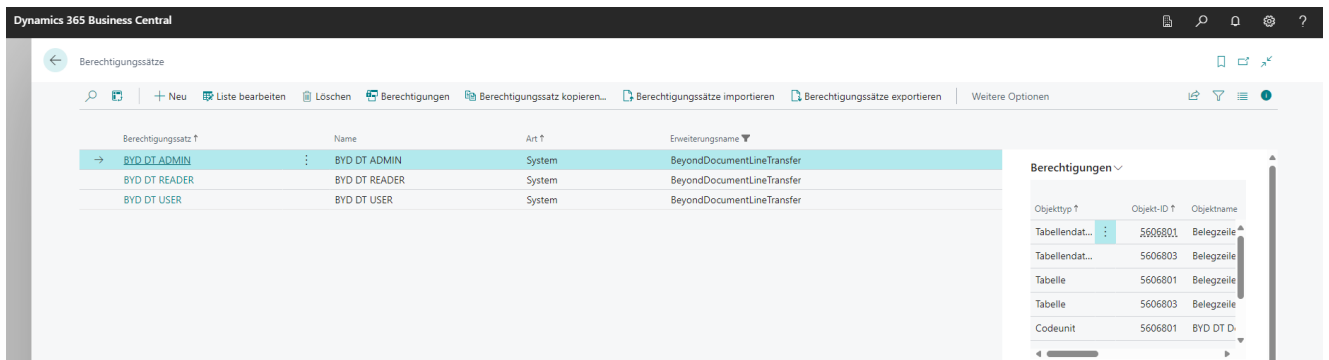 Dynamics 365 Business Central
Berechtigungssätze
Neu Liste bearbeiten Löschen Berechtigungen Berechtigungssatz kopieren... Berechtigungssätze importieren Berechtigungssätze exportieren Weitere Optionen
Berechtigungssatz ↑ Name Art ↑ Erweiterungsname
→ BYD DT ADMIN BYD DT ADMIN System BeyondDocumentLineTransfer
BYD DT READER BYD DT READER System BeyondDocumentLineTransfer
BYD DT USER BYD DT USER System BeyondDocumentLineTransfer
Berechtigungen
Objekttyp ↑ Objekt-ID ↑ Objektname
Tabellendat... 5606801 Belegzeile
Tabellendat... 5606803 Belegzeile
Tabelle 5606801 Belegzeile
Tabelle 5606803 Belegzeile
Codeunit 5606801 BYD DT D